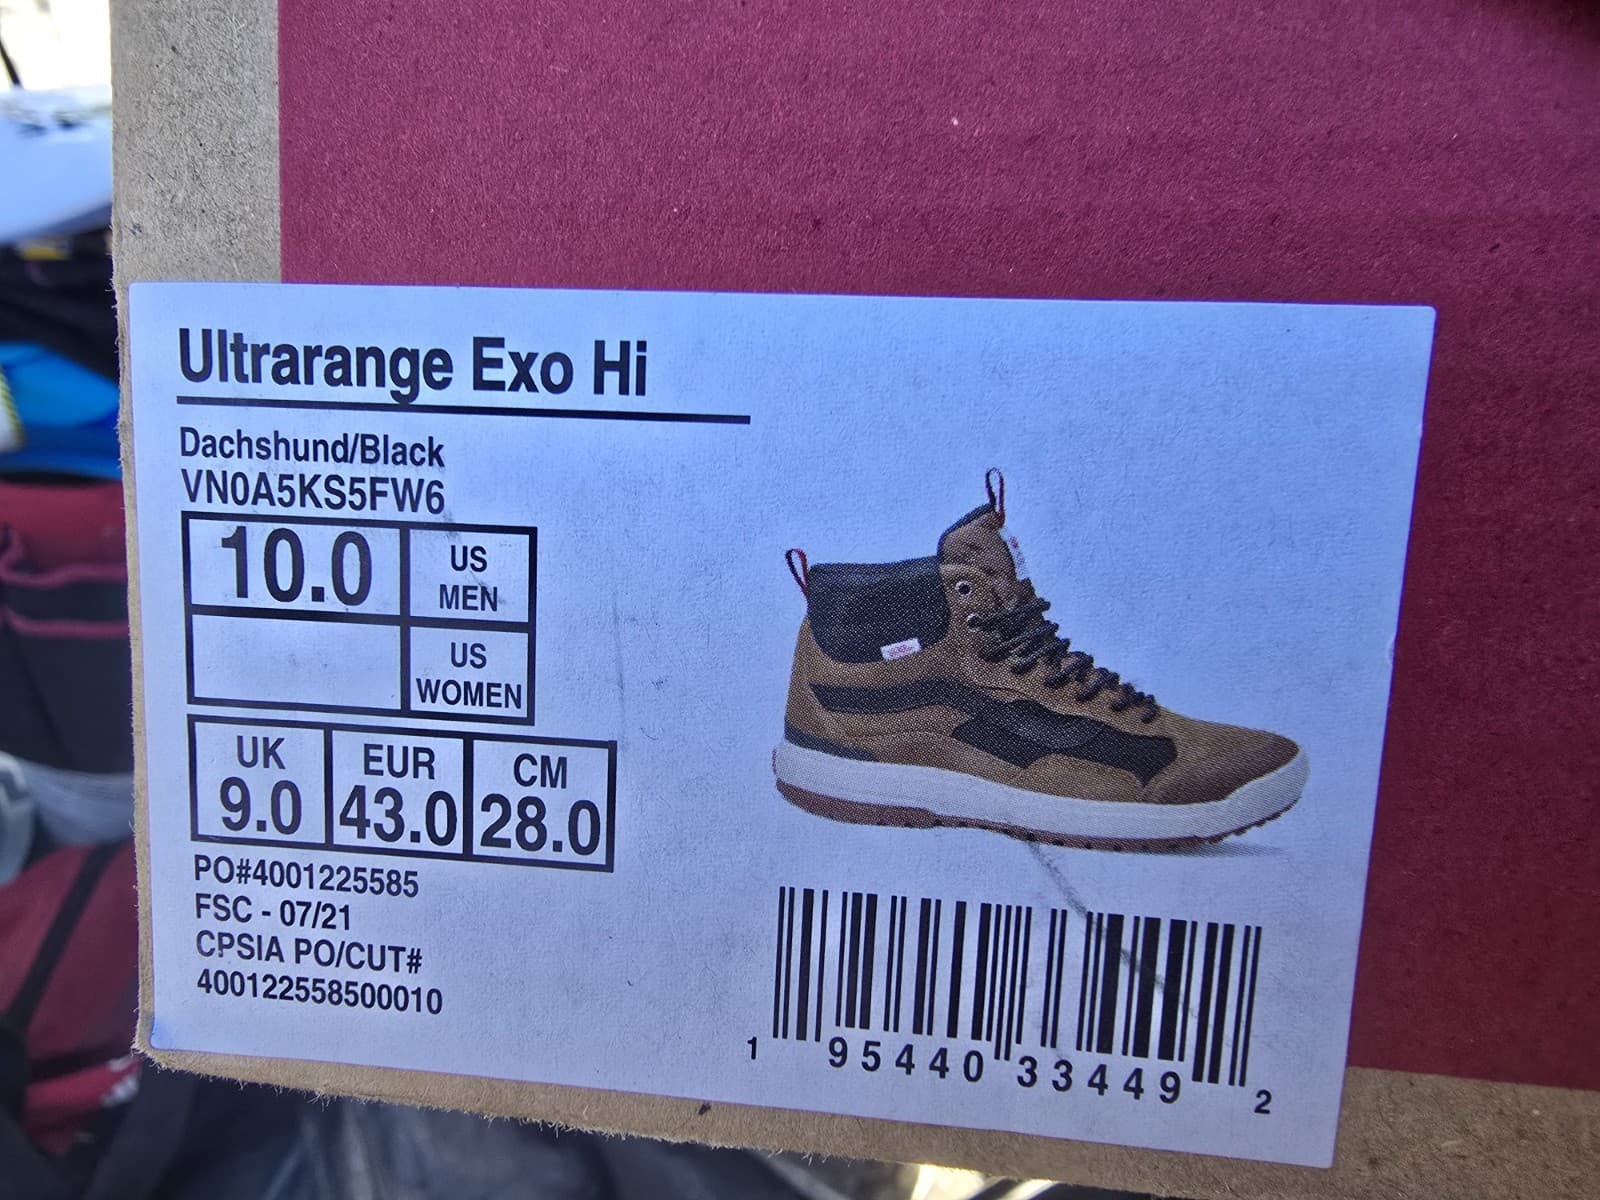 Ultrarange Exo Hi
Dachshund/Black
VN0A5KS5FW6
10.0 US MEN
US WOMEN
UK EUR CM
9.0 43.0 28.0
PO#4001225585
FSC - 07/21
CPSIA PO/CUT#
400122558500010
1 95440 33449 2